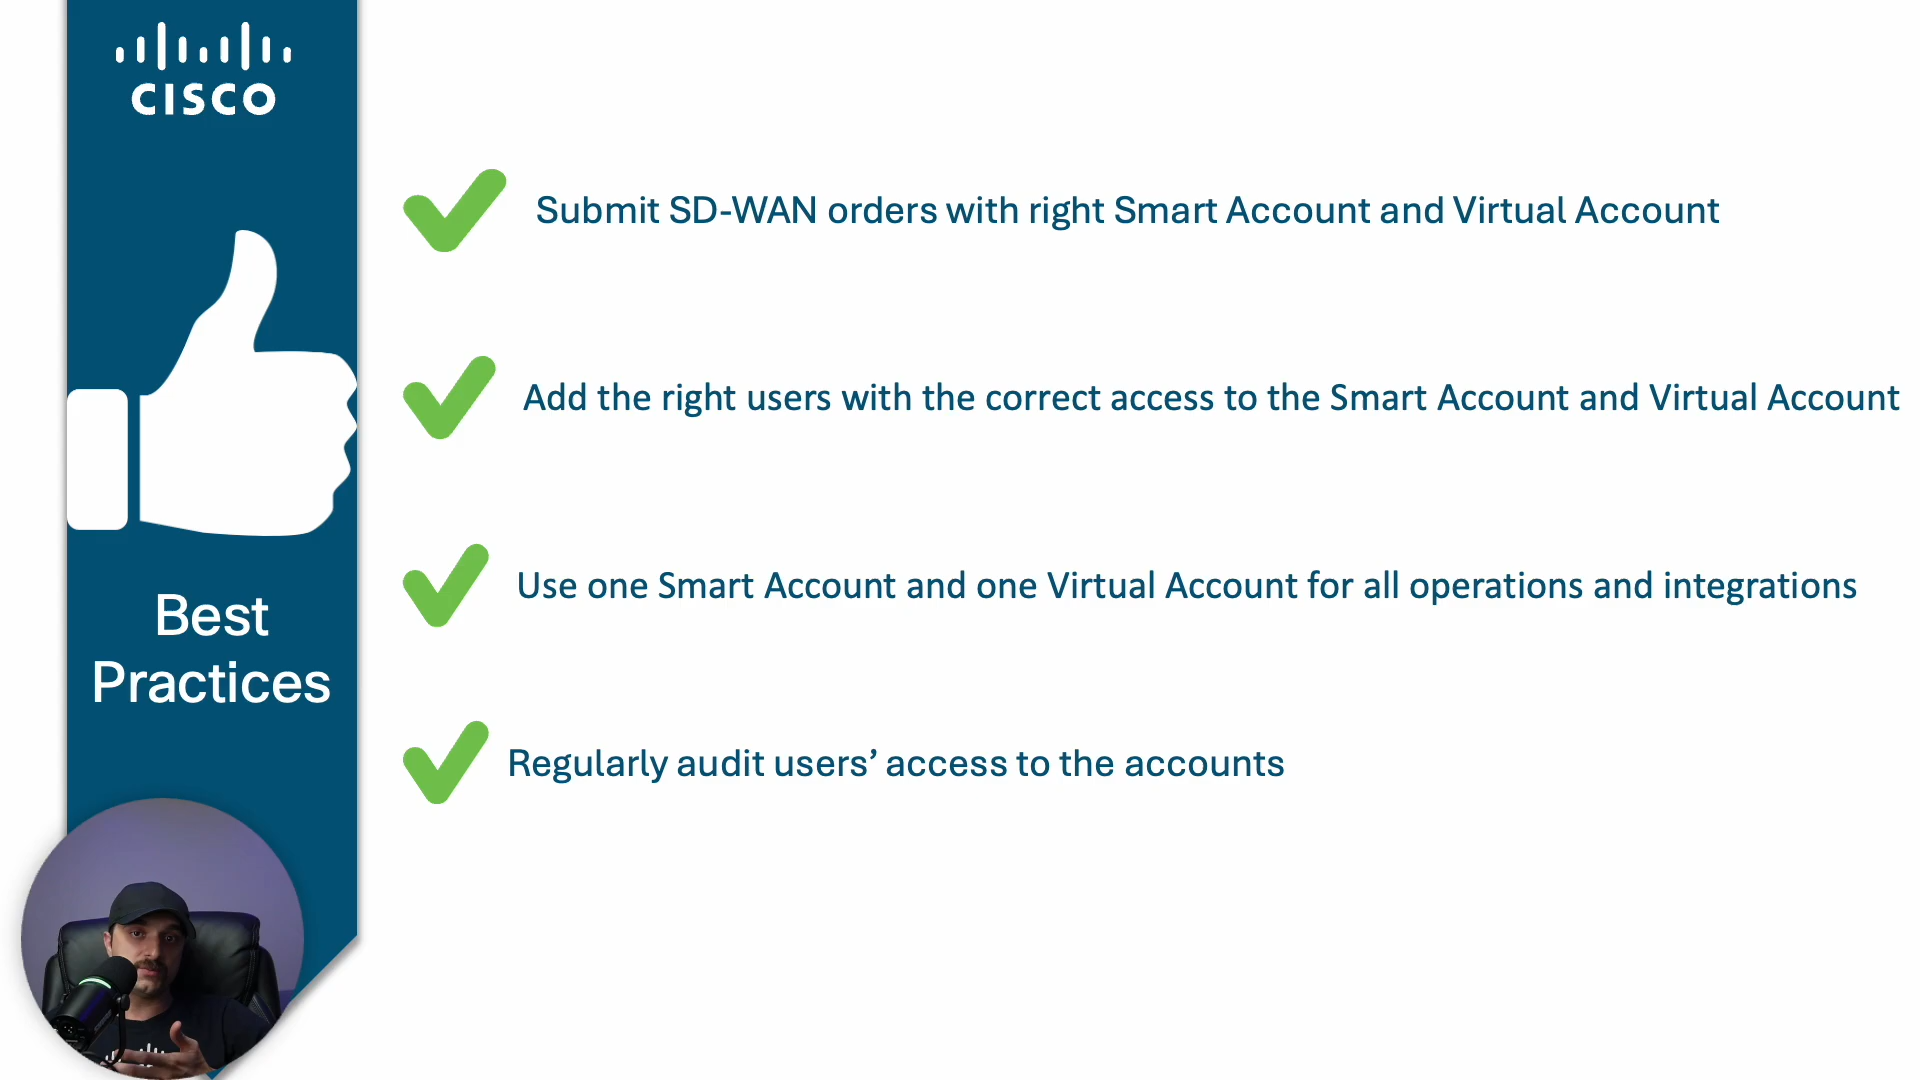 CISCO
Submit SD-WAN orders with right Smart Account and Virtual Account
Add the right users with the correct access to the Smart Account and Virtual Account
Use one Smart Account and one Virtual Account for all operations and integrations
Best
Practices
Regularly audit users’ access to the accounts